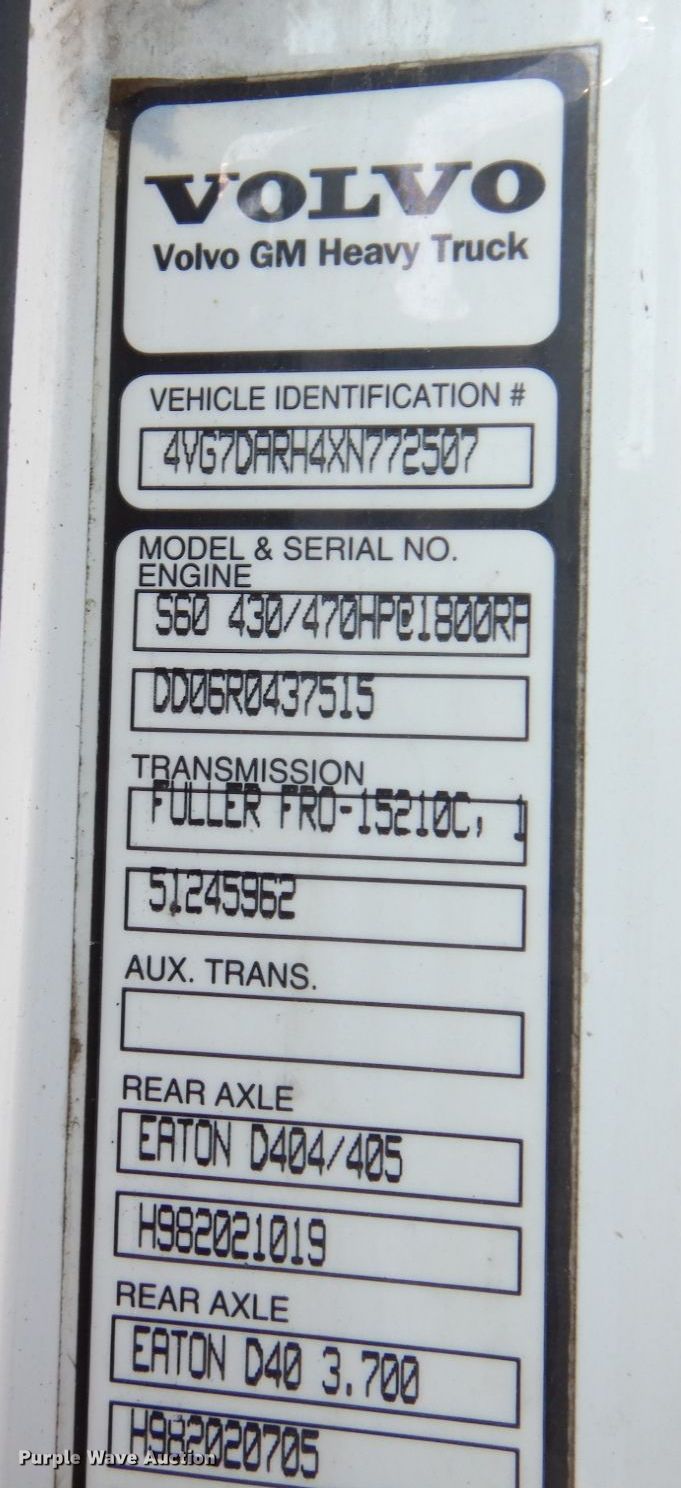 VOLVO
Volvo GM Heavy Truck
VEHICLE IDENTIFICATION #
4VG7DARH4XN772507
MODEL & SERIAL NO.
ENGINE
S60 430/470HP@1800RP
DD06R0437515
TRANSMISSION
FULLER FRO-15210C, 1
51245962
AUX. TRANS.
REAR AXLE
EATON D404/405
H982021019
REAR AXLE
EATON D40 3.700
H982020705
Purple Wave Auction